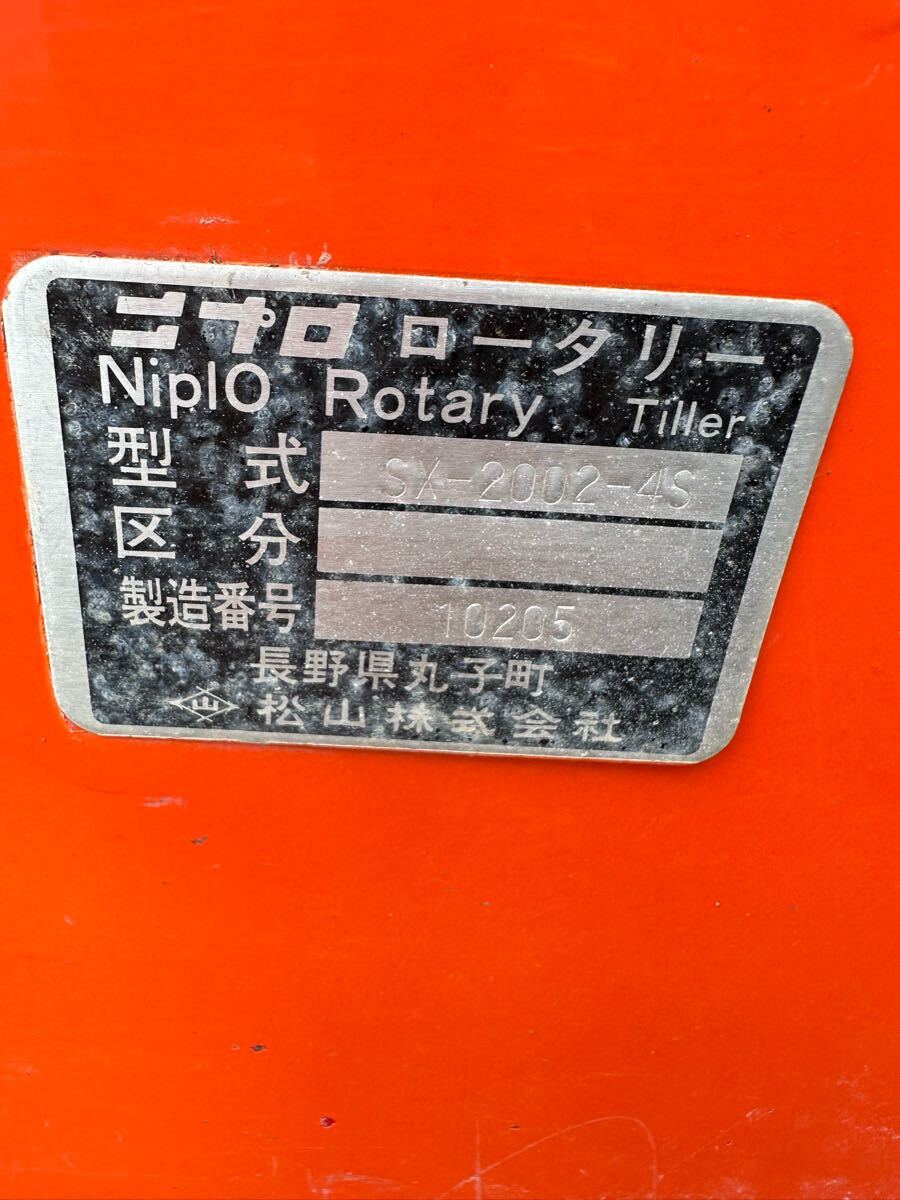 ニプロ ロータリー
NiplO Rotary Tiller
型式 SX-2002-4S
区分
製造番号 10205
長野県丸子町
山 松山株式会社